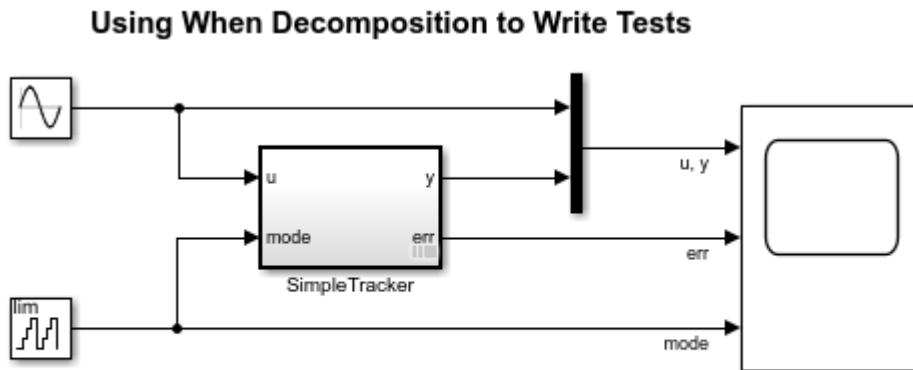 Using When Decomposition to Write Tests
u
y
u, y
mode
err
err
SimpleTracker
lim
mode